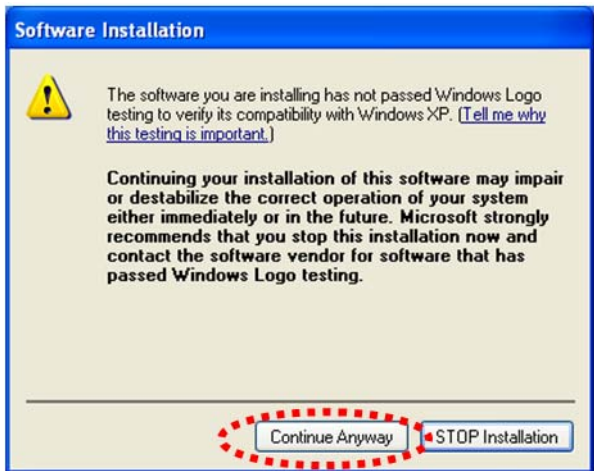 Software Installation
The software you are installing has not passed Windows Logo
testing to verify its compatibility with Windows XP. (Tell me why
this testing is important.)
Continuing your installation of this software may impair
or destabilize the correct operation of your system
either immediately or in the future. Microsoft strongly
recommends that you stop this installation now and
contact the software vendor for software that has
passed Windows Logo testing.
Continue Anyway STOP Installation